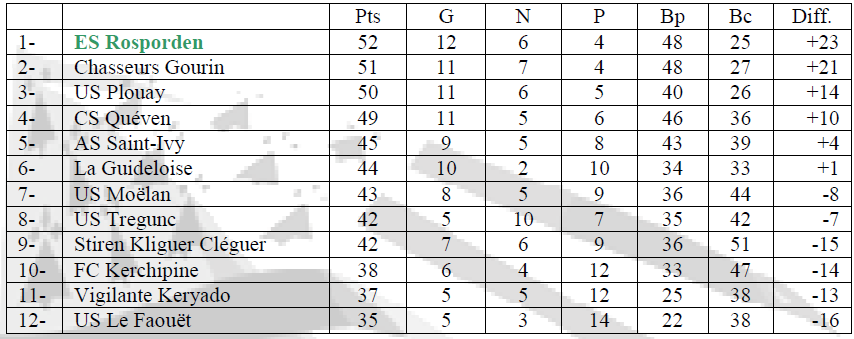 Pts G N P Bp Bc Diff.
1- ES Rosporden 52 12 6 4 48 25 +23
2- Chasseurs Gourin 51 11 7 4 48 27 +21
3- US Plouay 50 11 6 5 40 26 +14
4- CS Quéven 49 11 5 6 46 36 +10
5- AS Saint-Ivy 45 9 5 8 43 39 +4
6- La Guideloise 44 10 2 10 34 33 +1
7- US Moëlan 43 8 5 9 36 44 -8
8- US Tregunc 42 5 10 7 35 42 -7
9- Stiren Kliguer Cléguer 42 7 6 9 36 51 -15
10- FC Kerchipine 38 6 4 12 33 47 -14
11- Vigilante Keryado 37 5 5 12 25 38 -13
12- US Le Faouët 35 5 3 14 22 38 -16